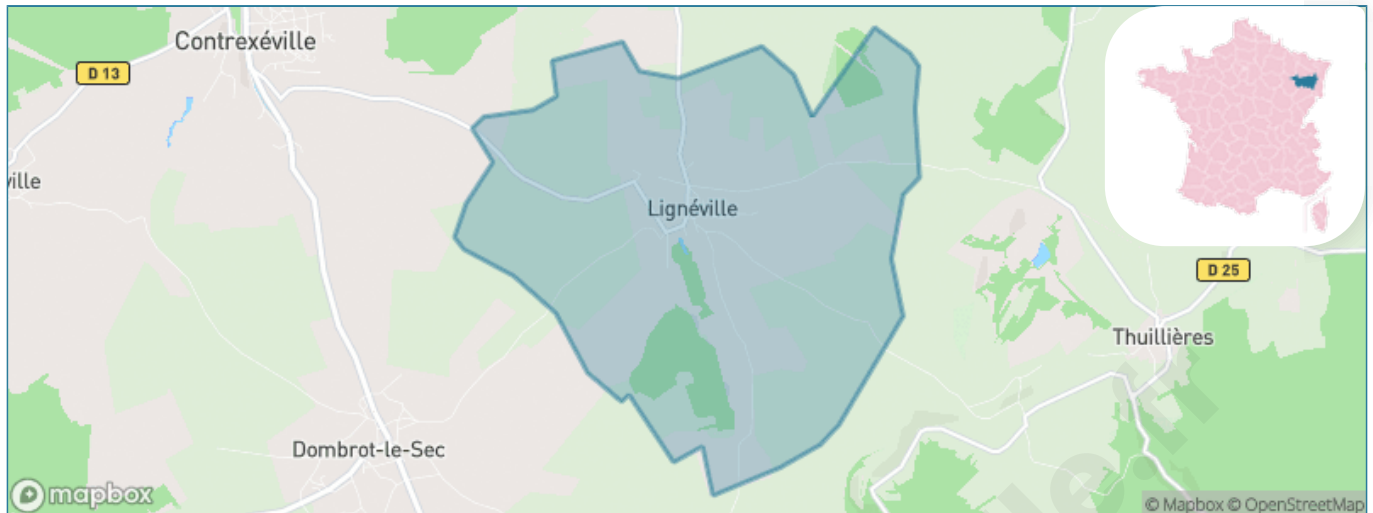 Contrexéville
D 13
ville
Lignéville
D 25
Thuillières
Dombrot-le-Sec
mapbox
© Mapbox © OpenStreetMap